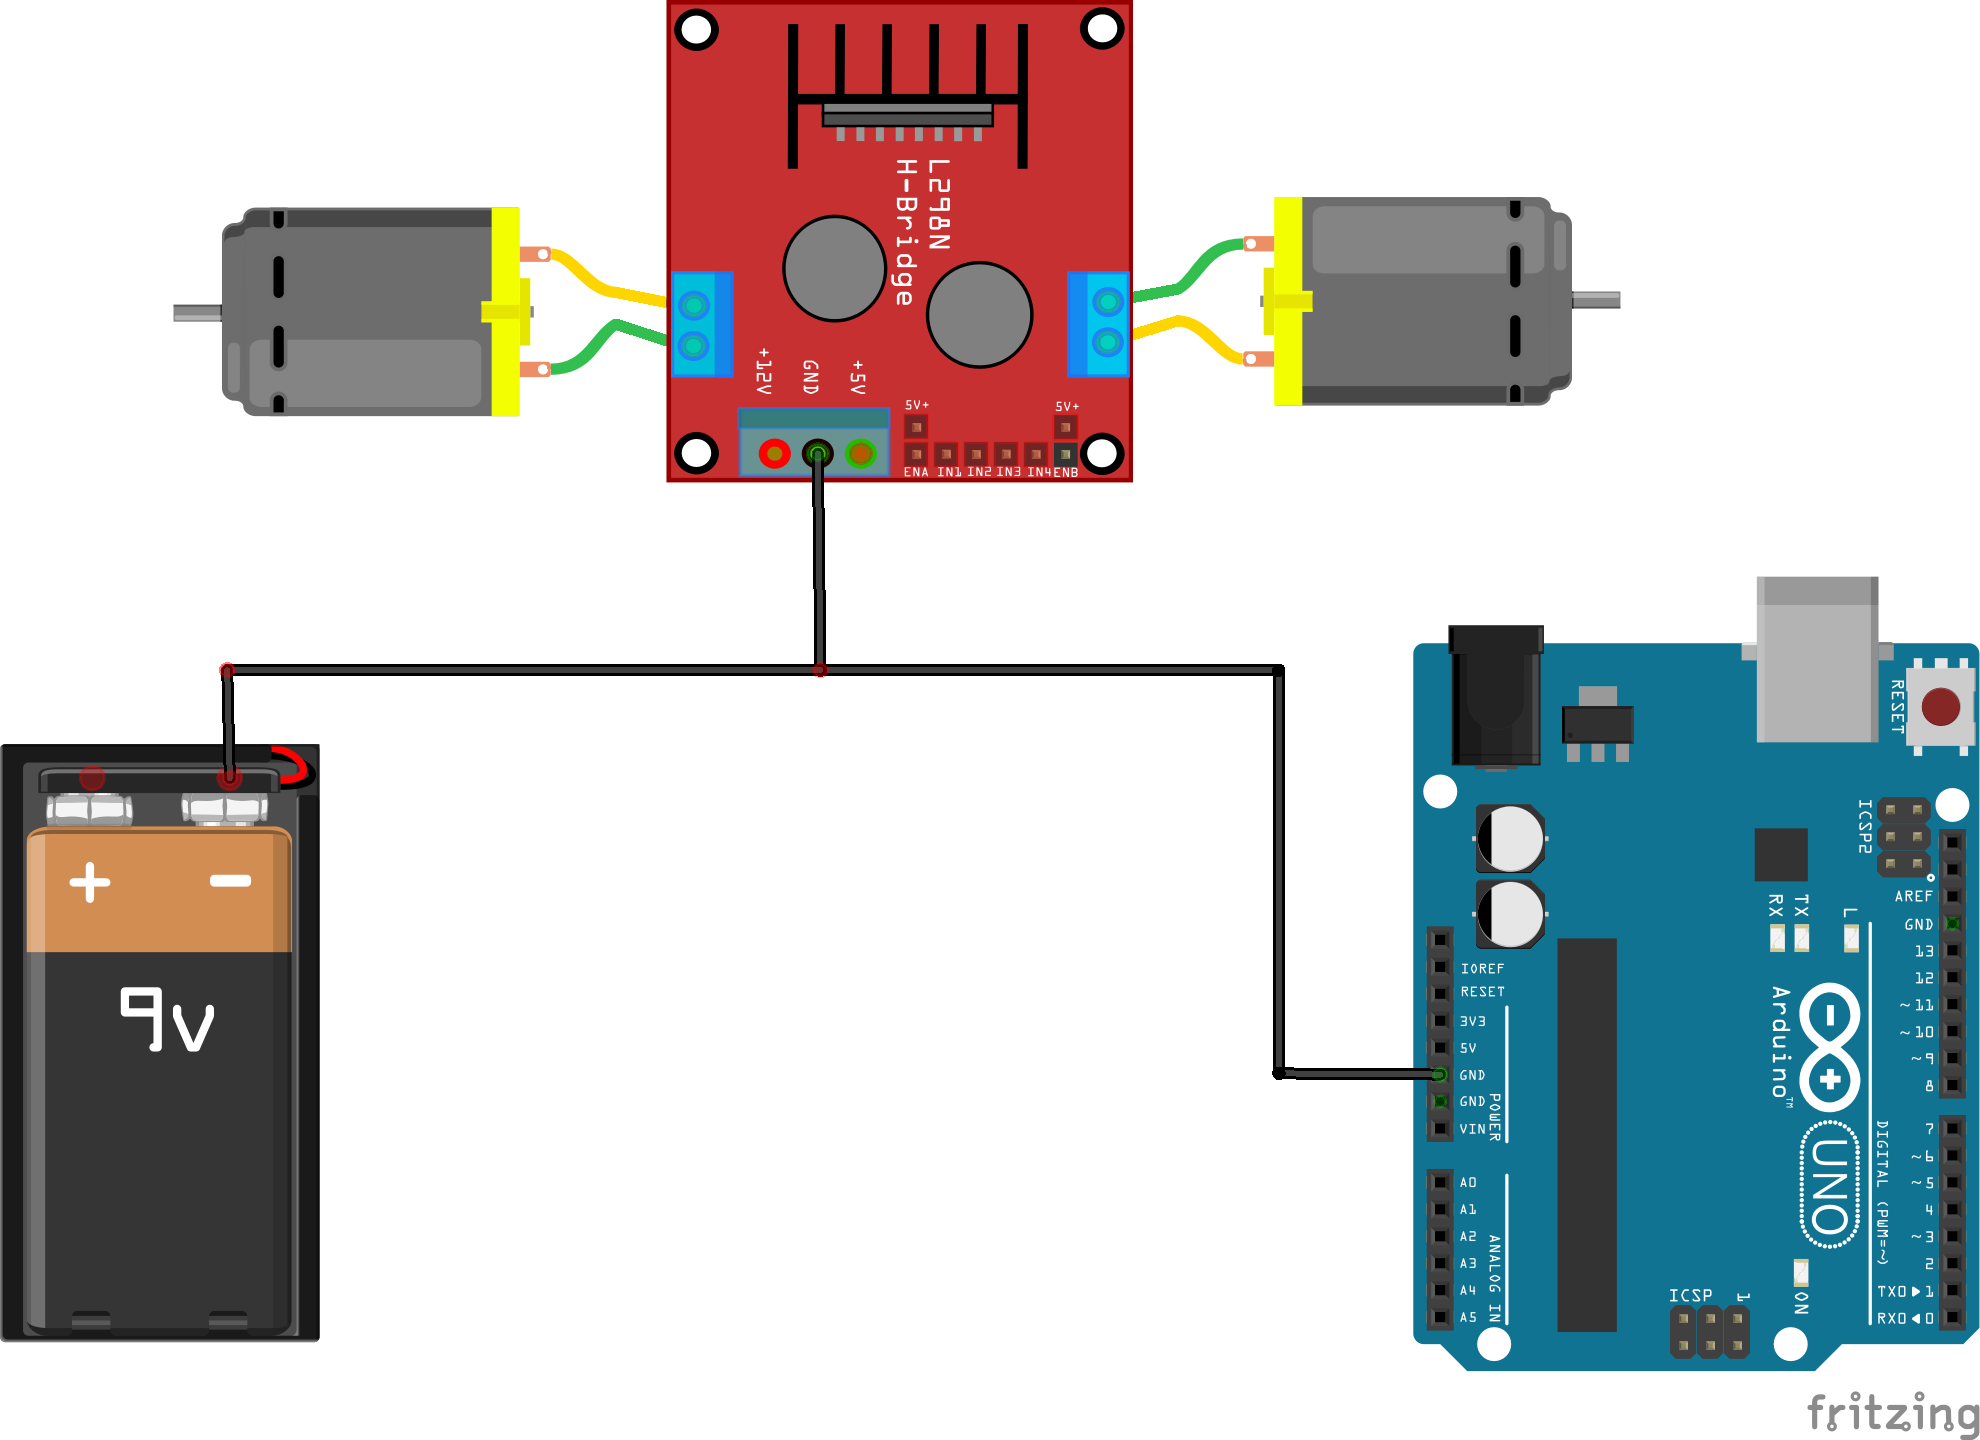 L298N
H-Bridge
+12V
GND
+5V
5V+
5V+
ENA
IN1
IN2
IN3
IN4
ENB
+
-
9v
RESET
ICSP2
RX
TX
L
AREF
GND
13
12
~11
~10
~9
8
7
~6
~5
4
~3
2
TX0▶1
RX0◀0
DIGITAL (PWM=~)
IOREF
RESET
3V3
5V
GND
GND
VIN
POWER
A0
A1
A2
A3
A4
A5
ANALOG IN
Arduino™
UNO
ON
ICSP
1
fritzing